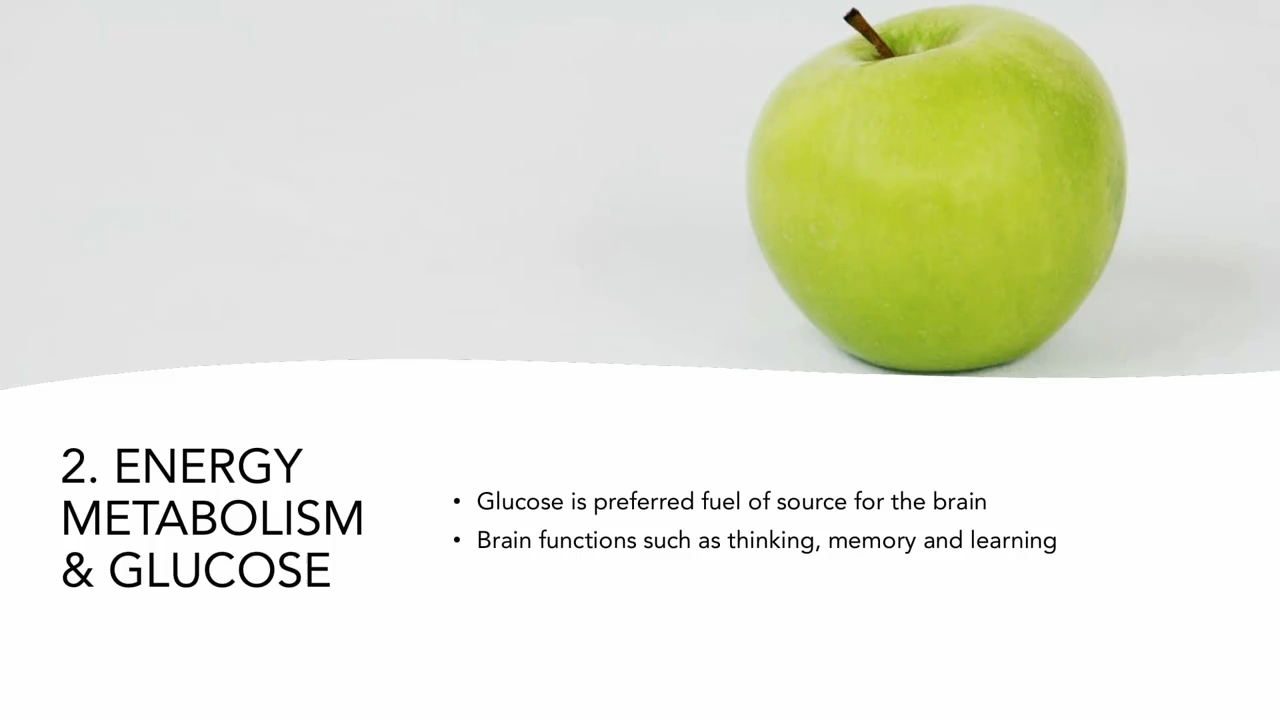 2. ENERGY
METABOLISM
& GLUCOSE
• Glucose is preferred fuel of source for the brain
• Brain functions such as thinking, memory and learning